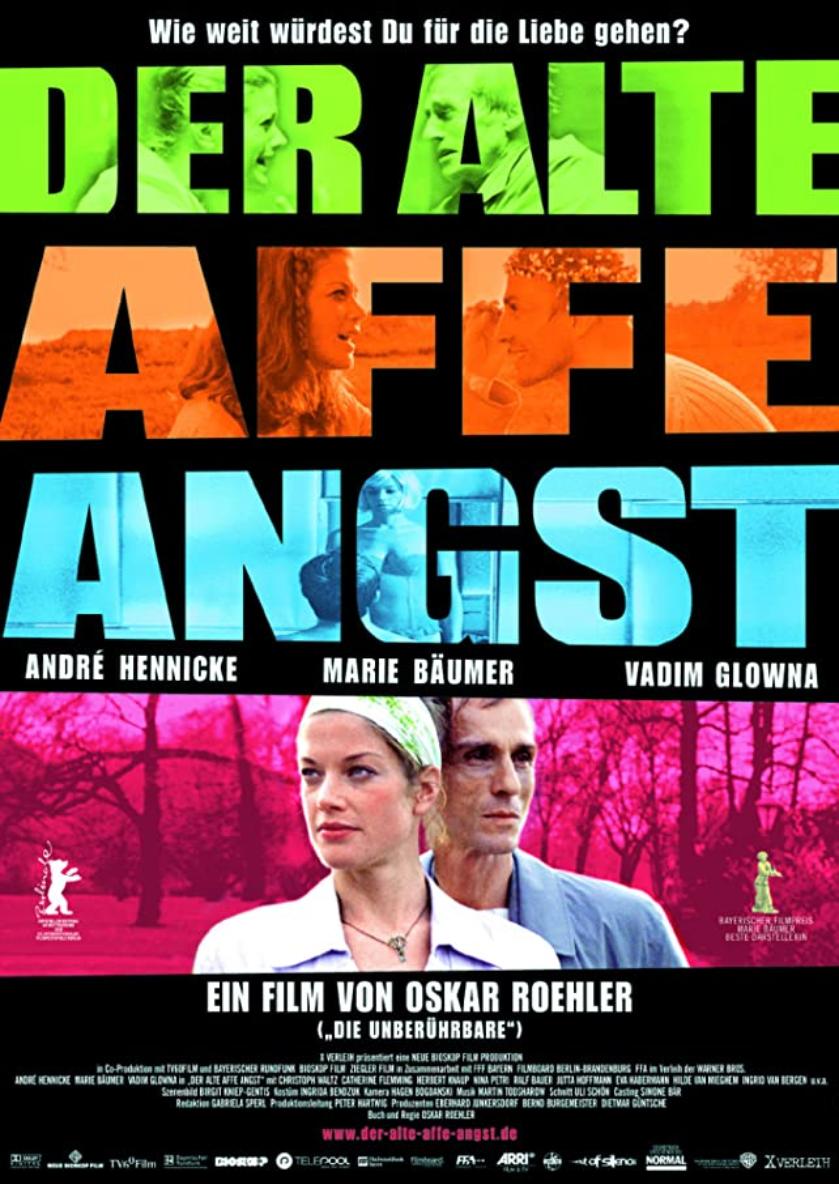 Wie weit würdest Du für die Liebe gehen?
DER ALTE
AFFE
ANGST
ANDRÉ HENNICKE MARIE BÄUMER VADIM GLOWNA
BAYERISCHER FILMPREIS
MARIE BÄUMER
BESTE DARSTELLERIN
EIN FILM VON OSKAR ROEHLER
(„DIE UNBERÜHRBARE“)
X VERLEIH präsentiert eine NEUE BIOSKOP FILM PRODUKTION
in Co-Produktion mit TV60FILM und BAYERISCHER RUNDFUNK BIOSKOP FILM ZIEGLER FILM in Zusammenarbeit mit FFF BAYERN FILMBOARD BERLIN-BRANDENBURG FFA im Verleih der WARNER BROS.
ANDRÉ HENNICKE MARIE BÄUMER VADIM GLOWNA in „DER ALTE AFFE ANGST“ mit CHRISTOPH WALTZ CATHERINE FLEMMING HERBERT KNAUP NINA PETRI RALF BAUER JUTTA HOFFMANN EVA HABERMANN HILDE VAN MIEGHEM INGRID VAN BERGEN u.v.a.
Szenenbild BIRGIT KNIEP-GENTIS Kostüm INGRIDA BENDZUK Kamera HAGEN BOGDANSKI Musik MARTIN TODSHAROW Schnitt ULI SCHÖN Casting SIMONE BÄR
Redaktion GABRIELA SPERL Produktionsleitung PETER HARTWIG Produzenten EBERHARD JUNKERSDORF BERND BURGEMEISTER DIETMAR GÜNTSCHE
Buch und Regie OSKAR ROEHLER
www.der-alte-affe-angst.de
NEUE BIOSKOP FILM TV60Film BIOSKOP TELEPOOL FFA ARRI NORMAL X VERLEIH